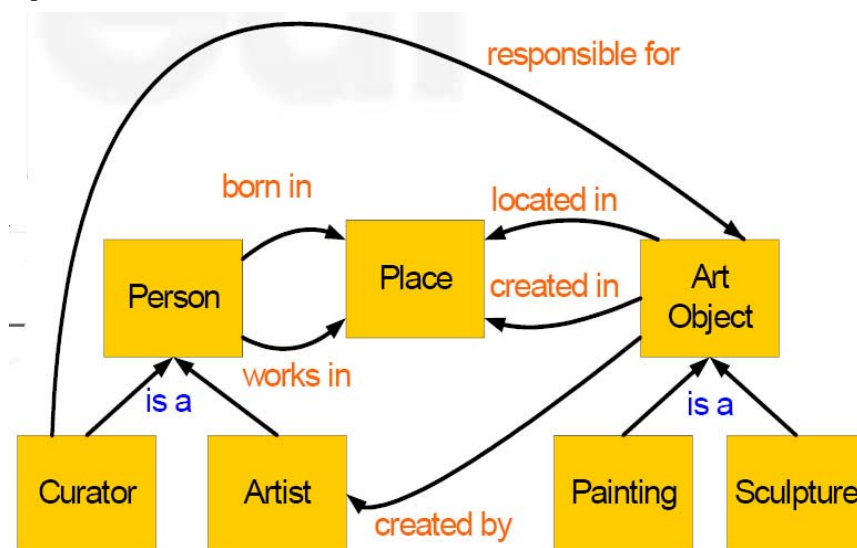 responsible for
born in
located in
Person
Place
Art
Object
created in
works in
is a
is a
Curator
Artist
Painting
Sculpture
created by